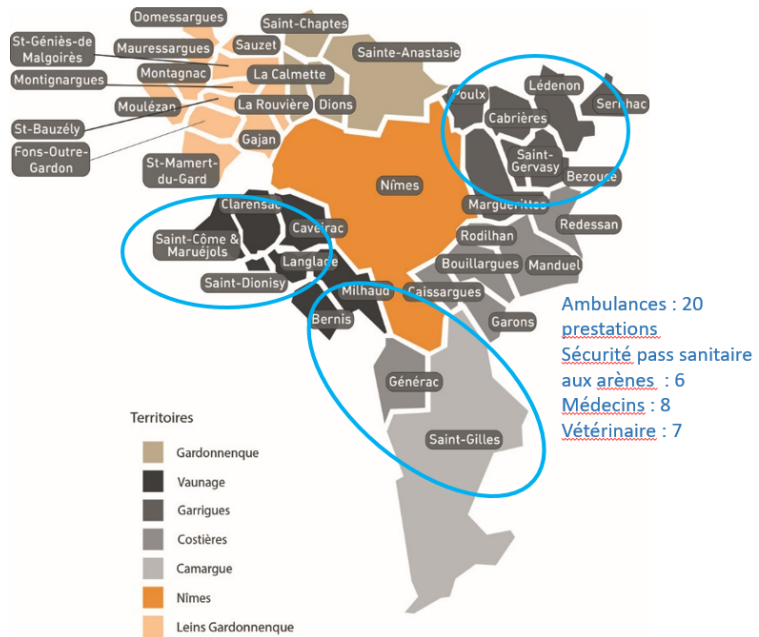 Domessargues
Saint-Chaptes
St-Géniès-de
Malgoirès
Mauressargues
Sauzet
Sainte-Anastasie
Montignargues
Montagnac
La Calmette
Moulézan
La Rouvière
Dions
St-Bauzély
Fons-Outre-
Gardon
Gajan
St-Mamert-
du-Gard
Poulx
Lédenon
Sernhac
Cabrières
Saint-
Gervasy
Bezouce
Nîmes
Marguerittes
Redessan
Rodilhan
Bouillargues
Manduel
Clarensac
Caveirac
Saint-Côme &
Maruéjols
Langlade
Saint-Dionisy
Milhaud
Caissargues
Bernis
Garons
Générac
Saint-Gilles
Ambulances : 20
prestations
Sécurité pass sanitaire
aux arènes : 6
Médecins : 8
Vétérinaire : 7
Territoires
Gardonnenque
Vaunage
Garrigues
Costières
Camargue
Nîmes
Leins Gardonnenque